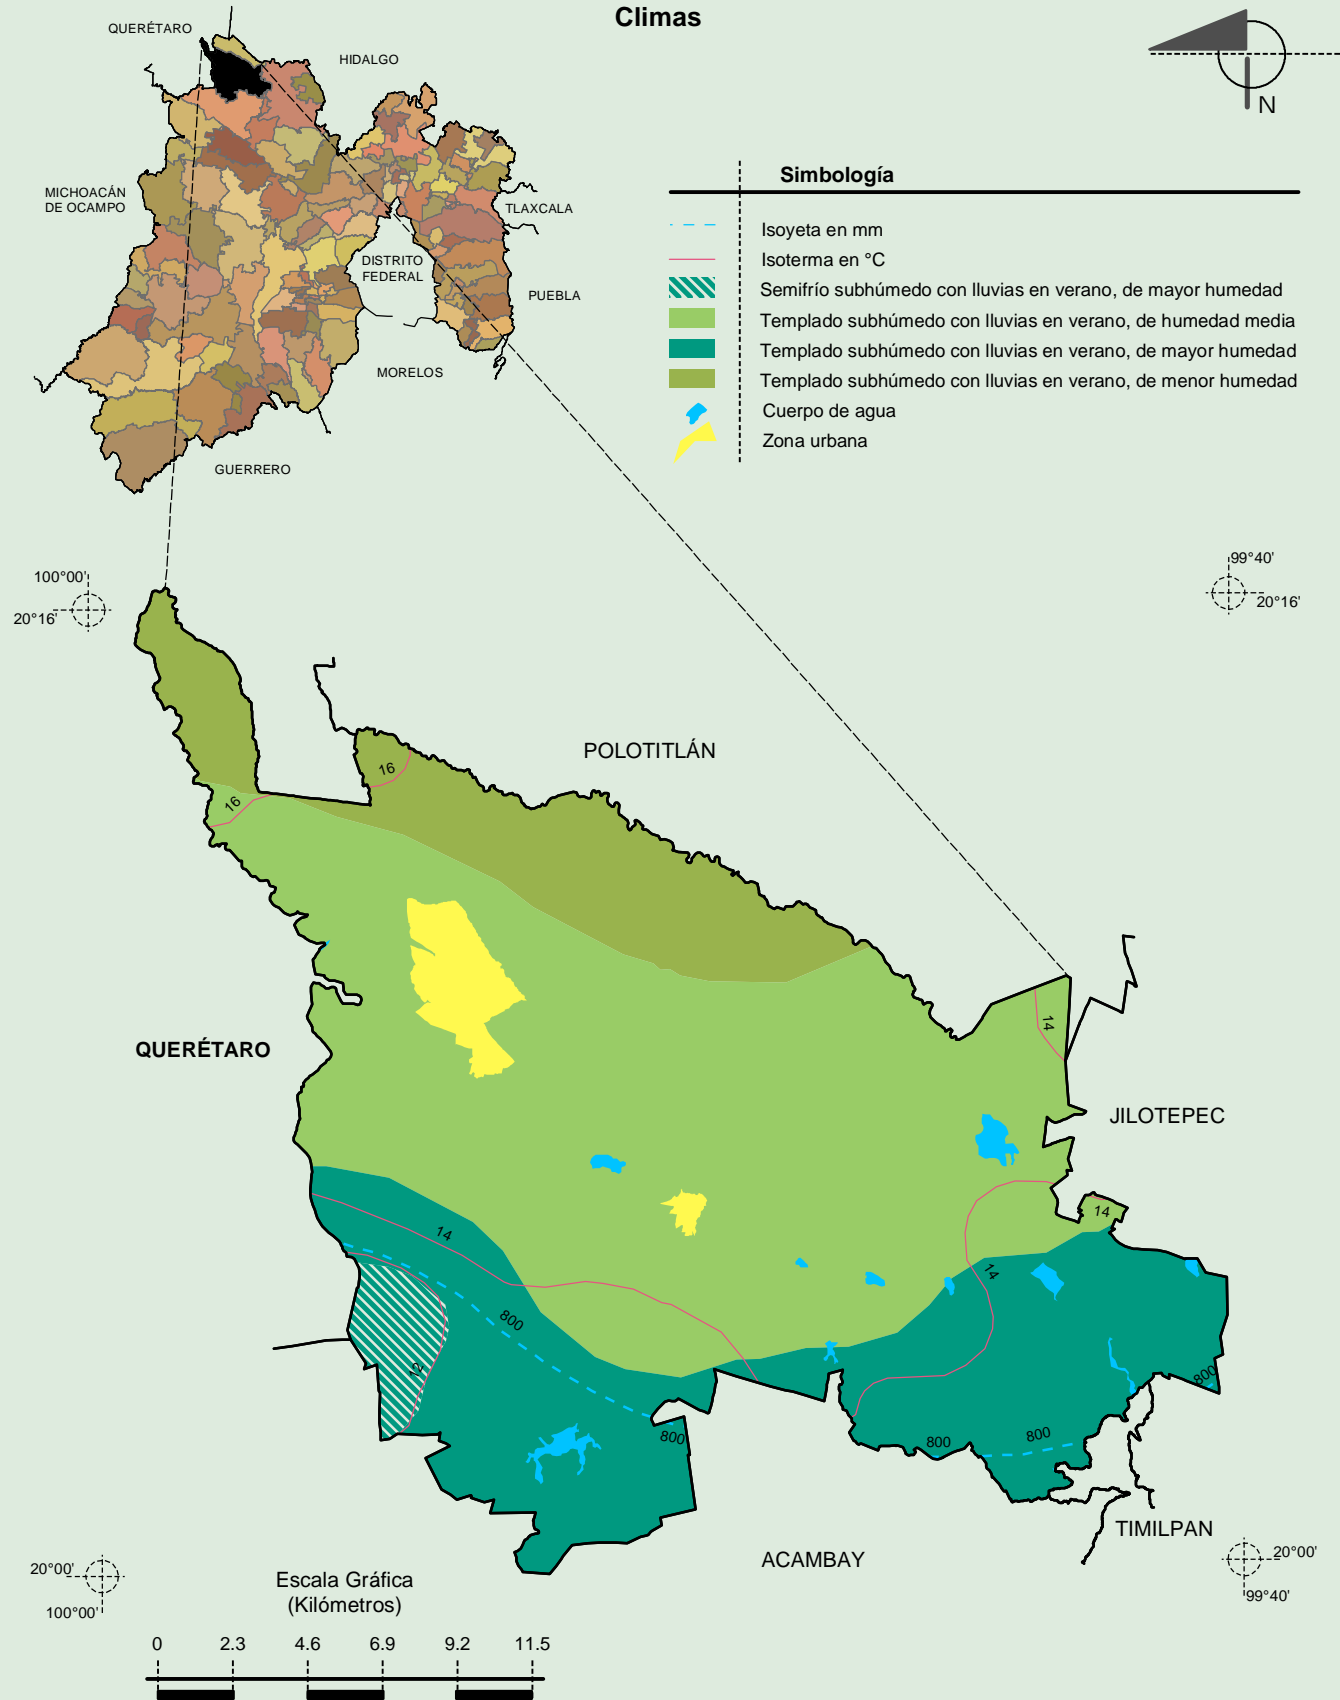 Climas
QUERÉTARO
HIDALGO
MICHOACÁN
DE OCAMPO
TLAXCALA
DISTRITO
FEDERAL
PUEBLA
MORELOS
GUERRERO
N
Simbología
Isoyeta en mm
Isoterma en °C
Semifrío subhúmedo con lluvias en verano, de mayor humedad
Templado subhúmedo con lluvias en verano, de humedad media
Templado subhúmedo con lluvias en verano, de mayor humedad
Templado subhúmedo con lluvias en verano, de menor humedad
Cuerpo de agua
Zona urbana
100°00'
20°16'
99°40'
20°16'
POLOTITLÁN
16
16
14
QUERÉTARO
JILOTEPEC
14
14
14
800
12
800
800
800
800
TIMILPAN
ACAMBAY
20°00'
100°00'
20°00'
99°40'
Escala Gráfica
(Kilómetros)
0 2.3 4.6 6.9 9.2 11.5